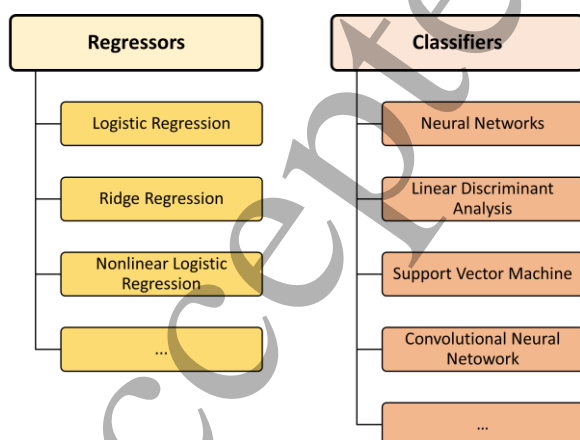 Regressors
Logistic Regression
Ridge Regression
Nonlinear Logistic
Regression
...
Classifiers
Neural Networks
Linear Discriminant
Analysis
Support Vector Machine
Convolutional Neural
Netowork
...
ccepte